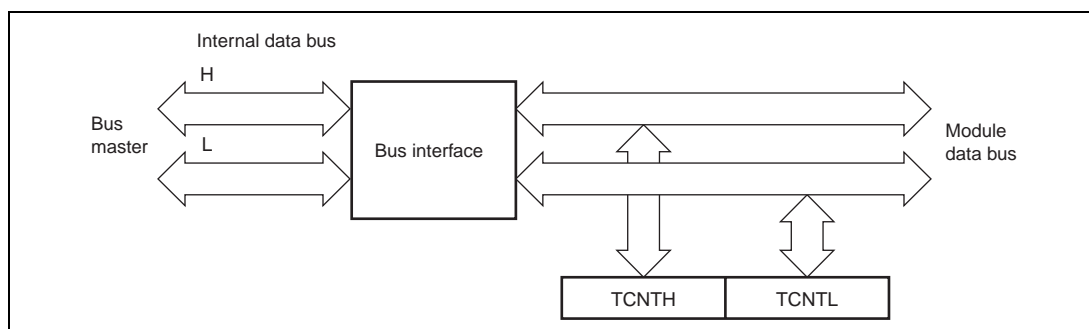 Internal data bus
H
Bus
master
L
Bus interface
Module
data bus
TCNTH
TCNTL